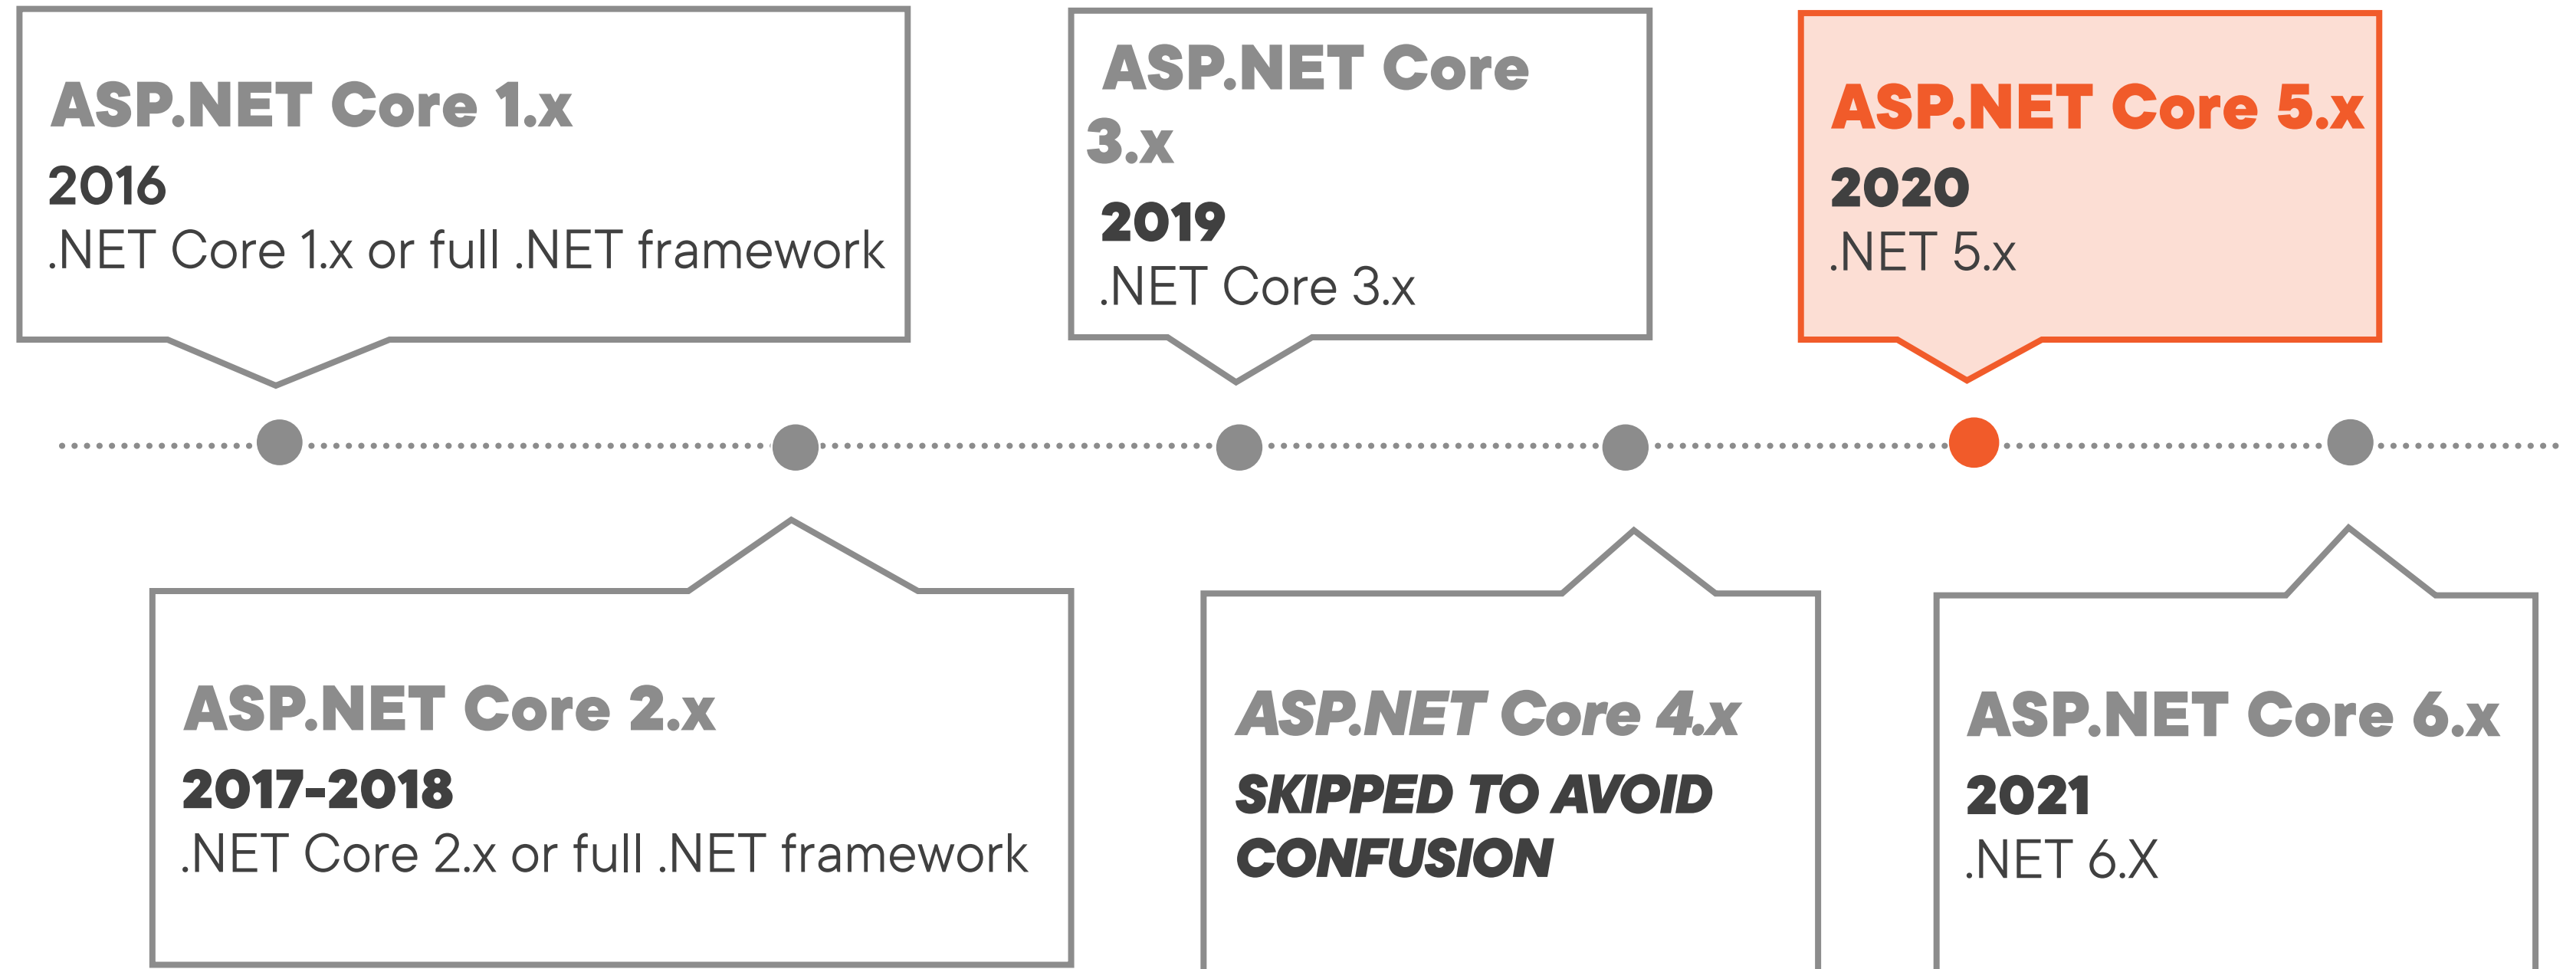 ASP.NET Core 1.x
2016
.NET Core 1.x or full .NET framework
ASP.NET Core
3.x
2019
.NET Core 3.x
ASP.NET Core 5.x
2020
.NET 5.x
ASP.NET Core 2.x
2017-2018
.NET Core 2.x or full .NET framework
ASP.NET Core 4.x
SKIPPED TO AVOID
CONFUSION
ASP.NET Core 6.x
2021
.NET 6.X